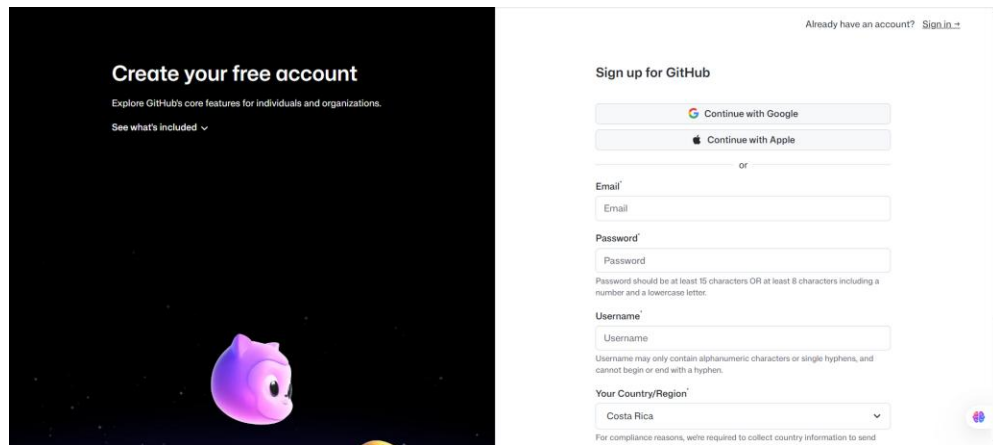 Already have an account? Sign in →
Create your free account
Explore GitHub's core features for individuals and organizations.
See what's included
Sign up for GitHub
Continue with Google
Continue with Apple
or
Email*
Email
Password*
Password
Password should be at least 15 characters OR at least 8 characters including a
number and a lowercase letter.
Username*
Username
Username may only contain alphanumeric characters or single hyphens, and
cannot begin or end with a hyphen.
Your Country/Region*
Costa Rica
For compliance reasons, we're required to collect country information to send